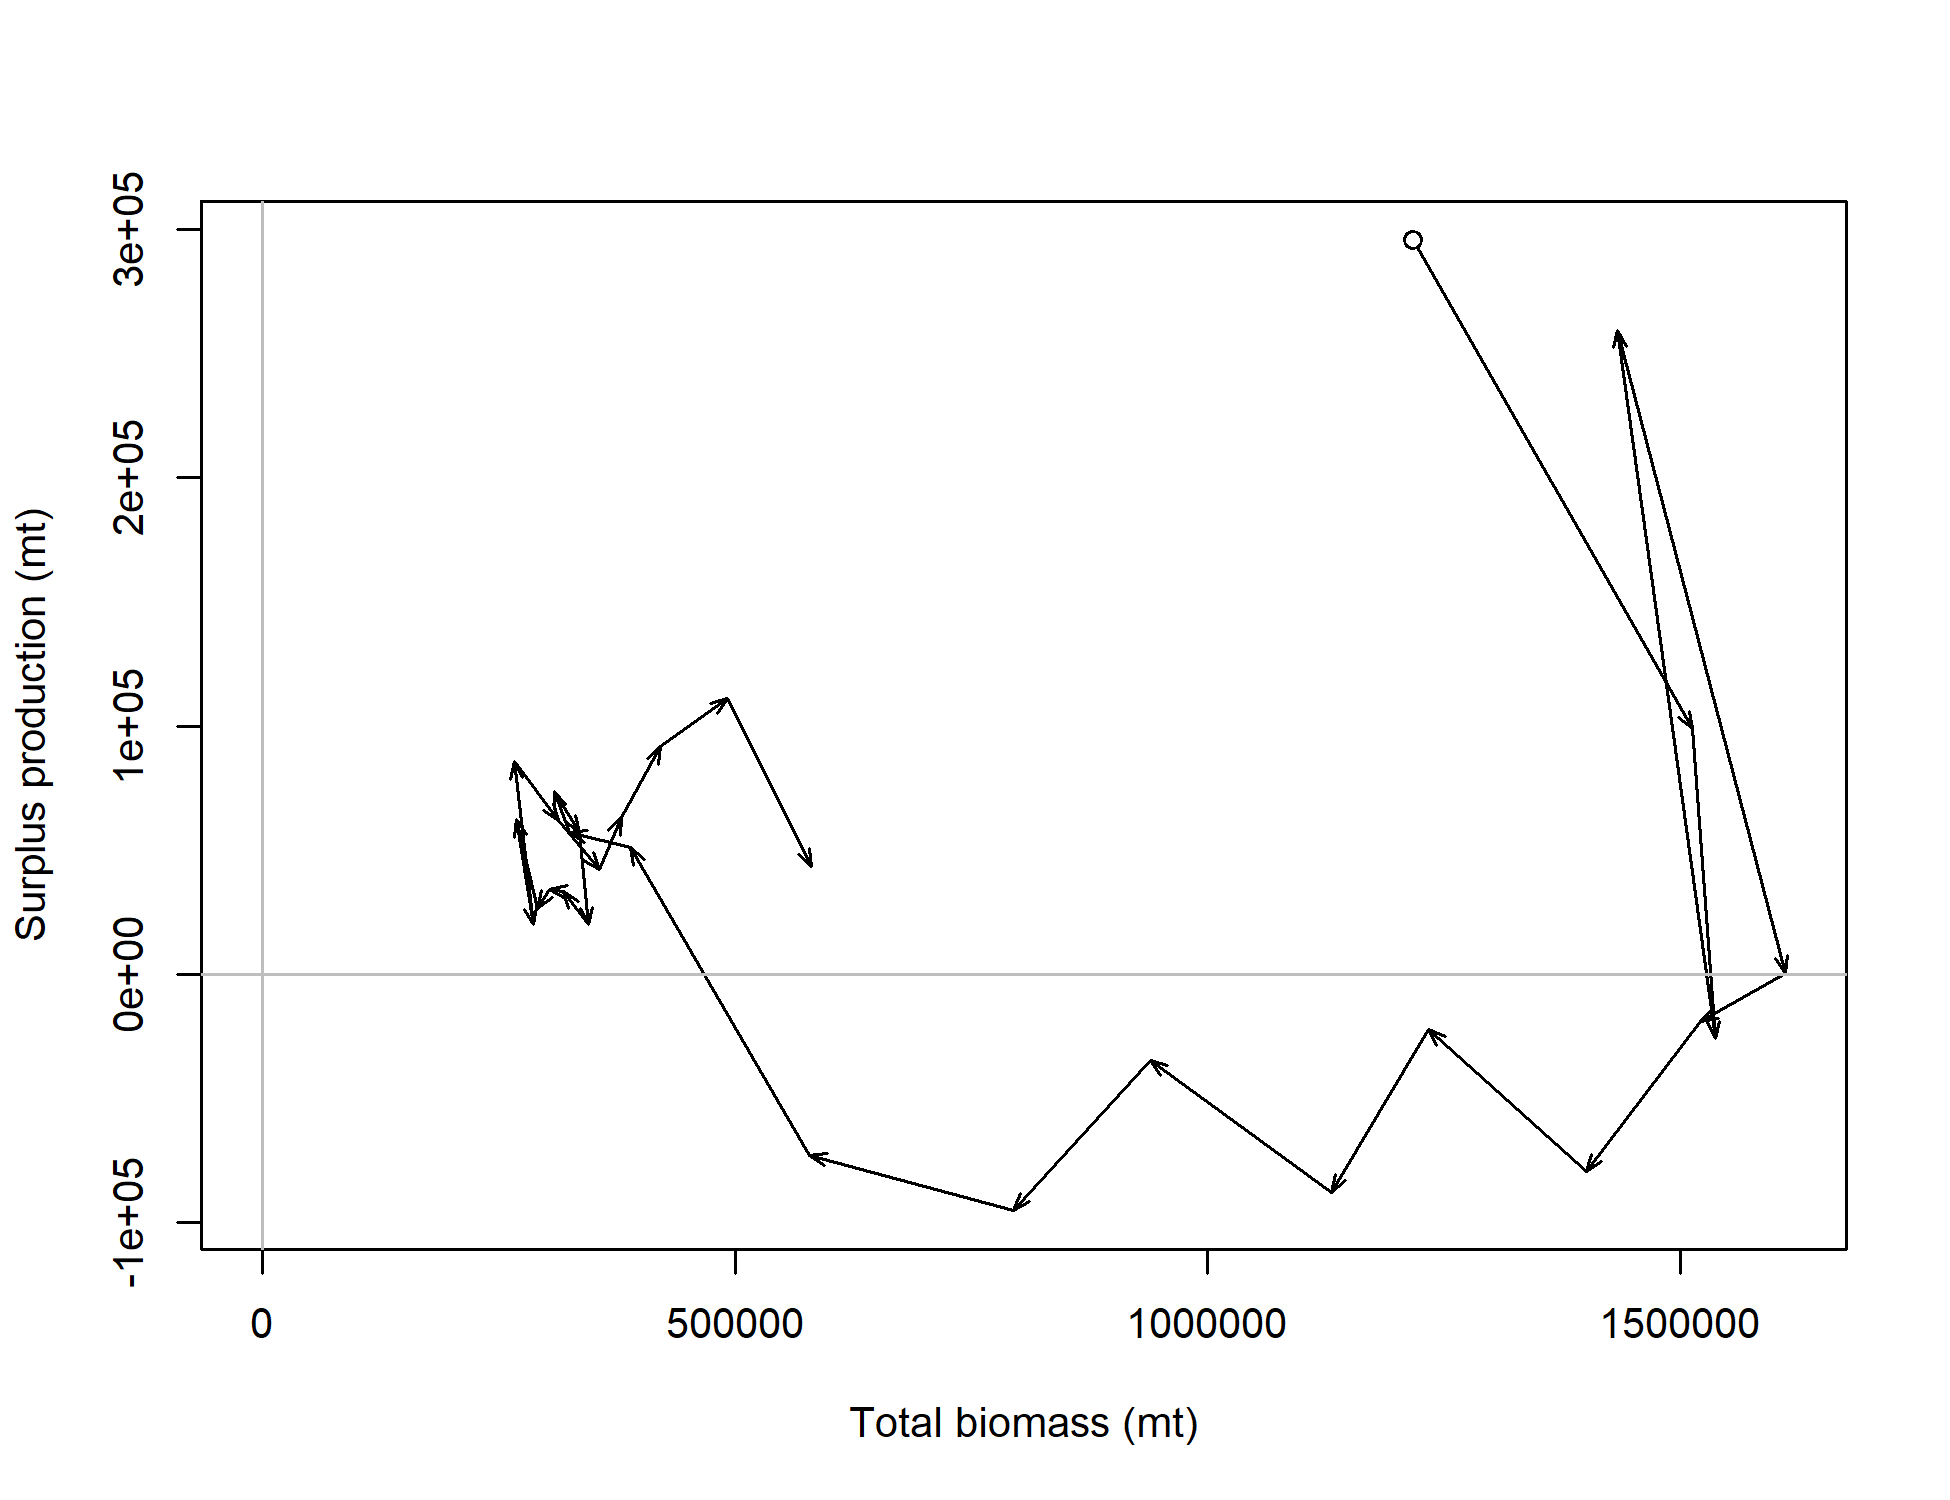 Surplus production (mt)
3e+05
2e+05
1e+05
0e+00
-1e+05
0 500000 1000000 1500000
Total biomass (mt)